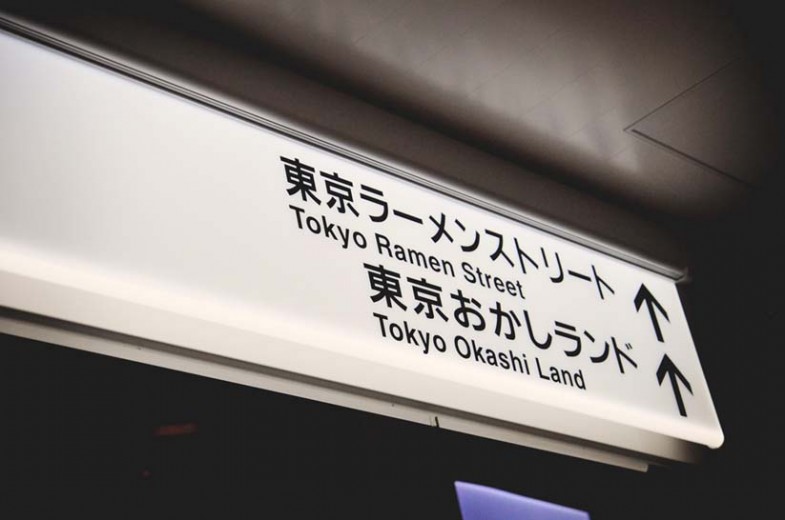 東京ラーメンストリート
Tokyo Ramen Street
東京おかしランド
Tokyo Okashi Land